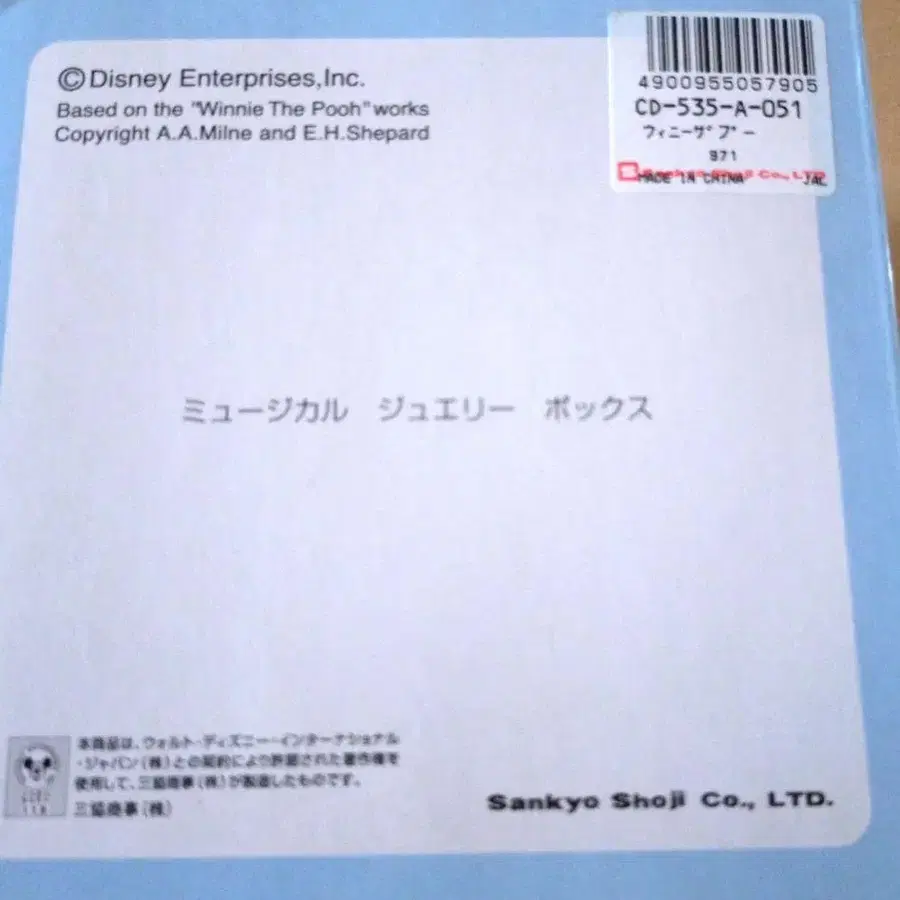 ©Disney Enterprises,Inc.
Based on the "Winnie The Pooh" works
Copyright A.A.Milne and E.H.Shepard
4900955057905
CD-535-A-051
ウィニーザプー
971
MADE IN CHINA
JAL
ミュージカル ジュエリー ボックス
本商品は、ウォルト・ディズニー・インターナショナル
・ジャパン(株)との契約により許諾された著作権を
使用して、三協商事(株)が製造したものです。
三協商事(株)
Sankyo Shoji Co., LTD.